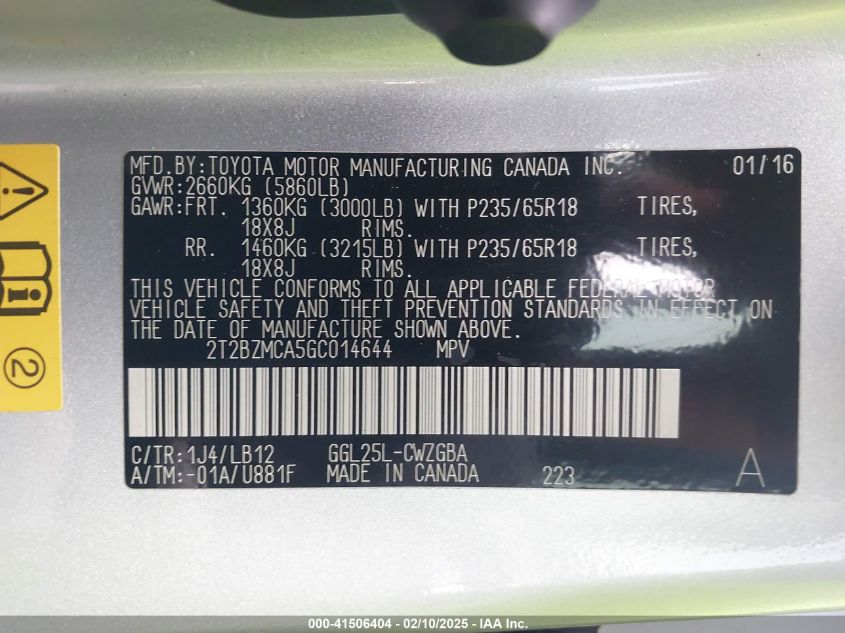 MFD.BY:TOYOTA MOTOR MANUFACTURING CANADA INC. 01/16
GVWR:2660KG (5860LB)
GAWR:FRT. 1360KG (3000LB) WITH P235/65R18 TIRES,
18X8J RIMS.
RR. 1460KG (3215LB) WITH P235/65R18 TIRES,
18X8J RIMS.
THIS VEHICLE CONFORMS TO ALL APPLICABLE FEDERAL MOTOR
VEHICLE SAFETY AND THEFT PREVENTION STANDARDS IN EFFECT ON
THE DATE OF MANUFACTURE SHOWN ABOVE.
2T2BZMCA5GC014644 MPV
C/TR:1J4/LB12 GGL25L-CWZGBA
A/TM:-01A/U881F MADE IN CANADA 223 A
2
000-41506404 - 02/10/2025 - IAA Inc.